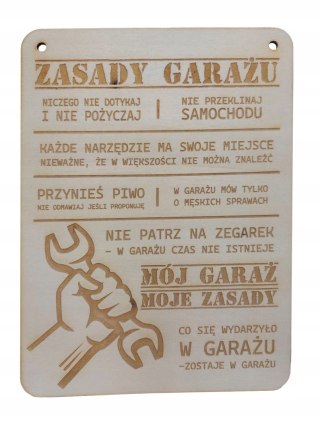 ZASADY GARAŻU
NICZEGO NIE DOTYKAJ
I NIE POŻYCZAJ
NIE PRZEKLINAJ
SAMOCHODU
KAŻDE NARZĘDZIE MA SWOJE MIEJSCE
NIEWAŻNE, ŻE W WIĘKSZOŚCI NIE MOŻNA ZNALEŹĆ
PRZYNIEŚ PIWO
NIE ODMAWIAJ JEŚLI PROPONUJĘ
W GARAŻU MÓW TYLKO
O MĘSKICH SPRAWACH
NIE PATRZ NA ZEGAREK
– W GARAŻU CZAS NIE ISTNIEJE
MÓJ GARAŻ
MOJE ZASADY
CO SIĘ WYDARZYŁO
W GARAŻU
–ZOSTAJE W GARAŻU